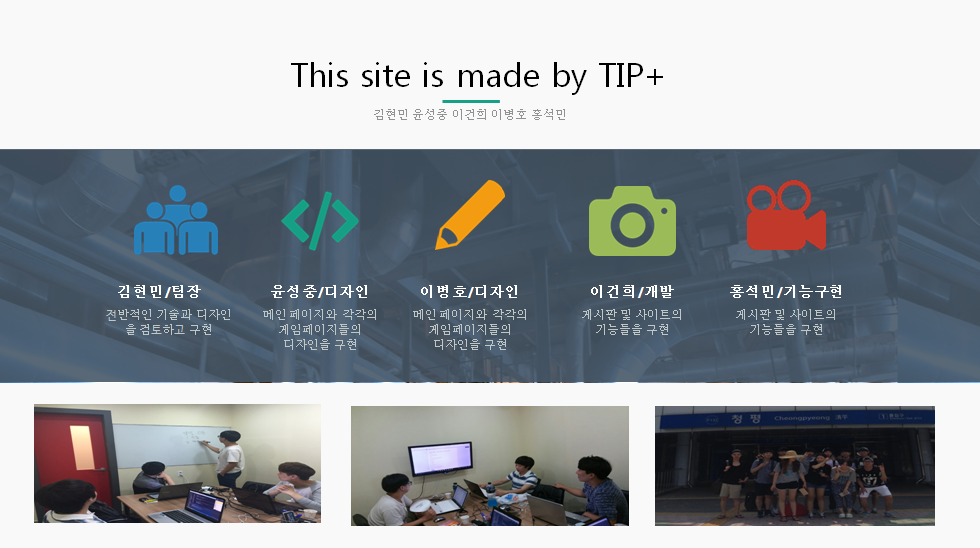 This site is made by TIP+
김현민 윤성중 이건희 이병호 홍석민
김현민/팀장
전반적인 기술과 디자인
을 검토하고 구현
윤성중/디자인
메인 페이지와 각각의
게임페이지들의
디자인을 구현
이병호/디자인
메인 페이지와 각각의
게임페이지들의
디자인을 구현
이건희/개발
게시판 및 사이트의
기능들을 구현
홍석민/기능구현
게시판 및 사이트의
기능들을 구현
청평 Cheongpyeong